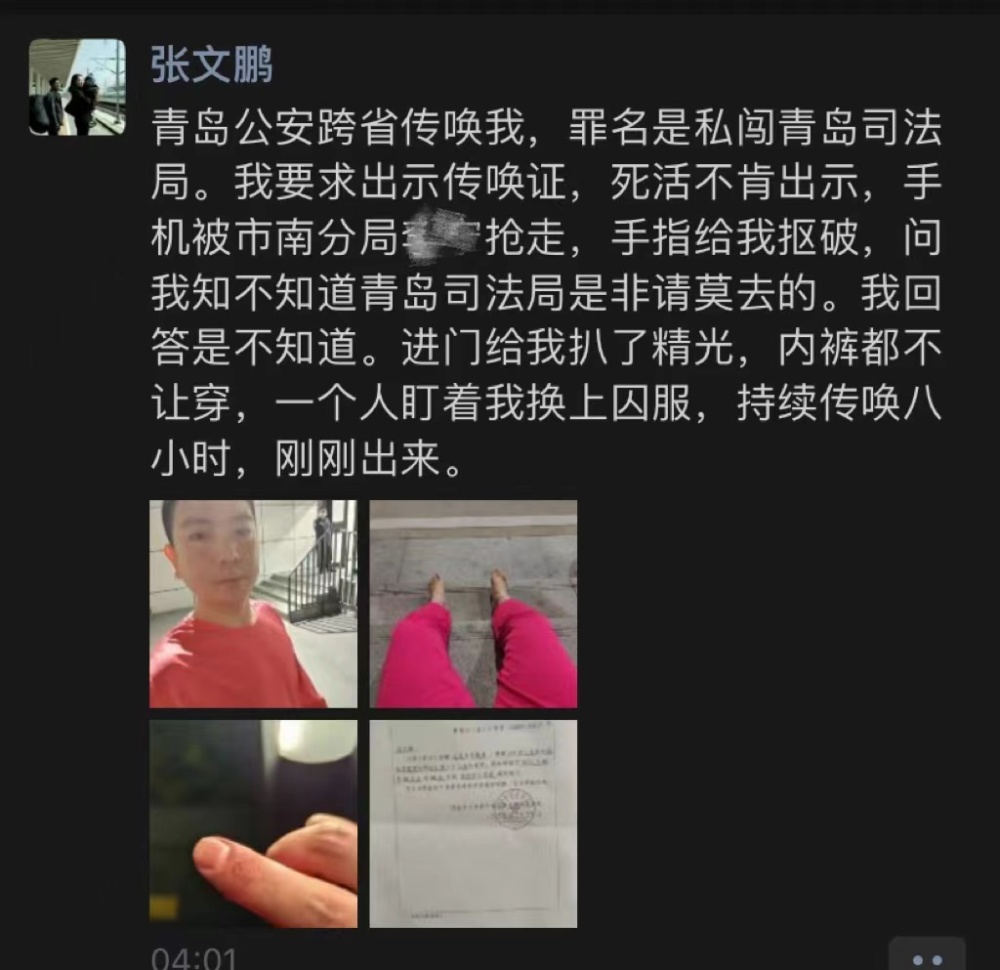 张文鹏
青岛公安跨省传唤我，罪名是私闯青岛司法
局。我要求出示传唤证，死活不肯出示，手
机被市南分局抢走，手指给我抠破，问
我知不知道青岛司法局是非请莫去的。我回
答是不知道。进门给我扒了精光，内裤都不
让穿，一个人盯着我换上囚服，持续传唤八
小时，刚刚出来。
04:01